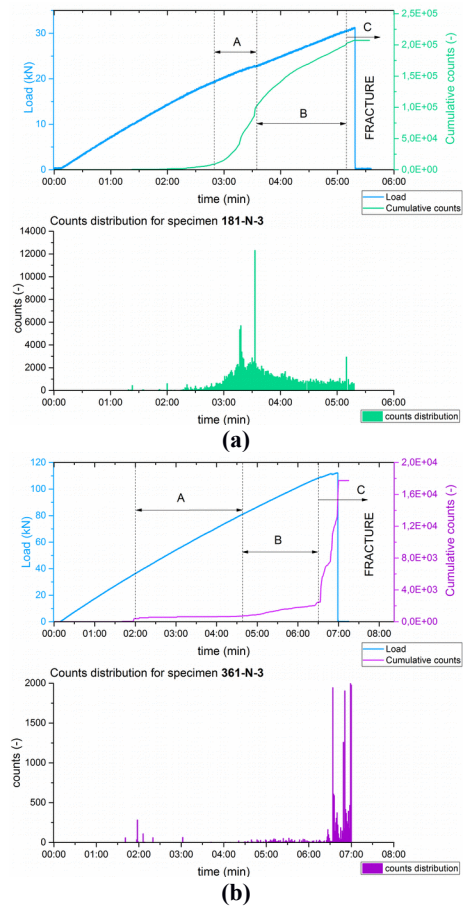 A
C
B
FRACTURE
Load (kN)
30
20
10
0
Cumulative counts (-)
2,5E+05
2,0E+05
1,5E+05
1,0E+05
5,0E+04
0,0E+00
00:00 01:00 02:00 03:00 04:00 05:00 06:00
time (min)
Load
Cumulative counts
Counts distribution for specimen 181-N-3
counts (-)
14000
12000
10000
8000
6000
4000
2000
0
00:00 01:00 02:00 03:00 04:00 05:00 06:00
time (min)
counts distribution
(a)
A
C
B
FRACTURE
Load (kN)
120
100
80
60
40
20
0
Cumulative counts (-)
2,0E+04
1,6E+04
1,2E+04
8,0E+03
4,0E+03
0,0E+00
00:00 01:00 02:00 03:00 04:00 05:00 06:00 07:00 08:00
time (min)
Load
Cumulative counts
Counts distribution for specimen 361-N-3
counts (-)
2000
1500
1000
500
0
00:00 01:00 02:00 03:00 04:00 05:00 06:00 07:00 08:00
time (min)
counts distribution
(b)